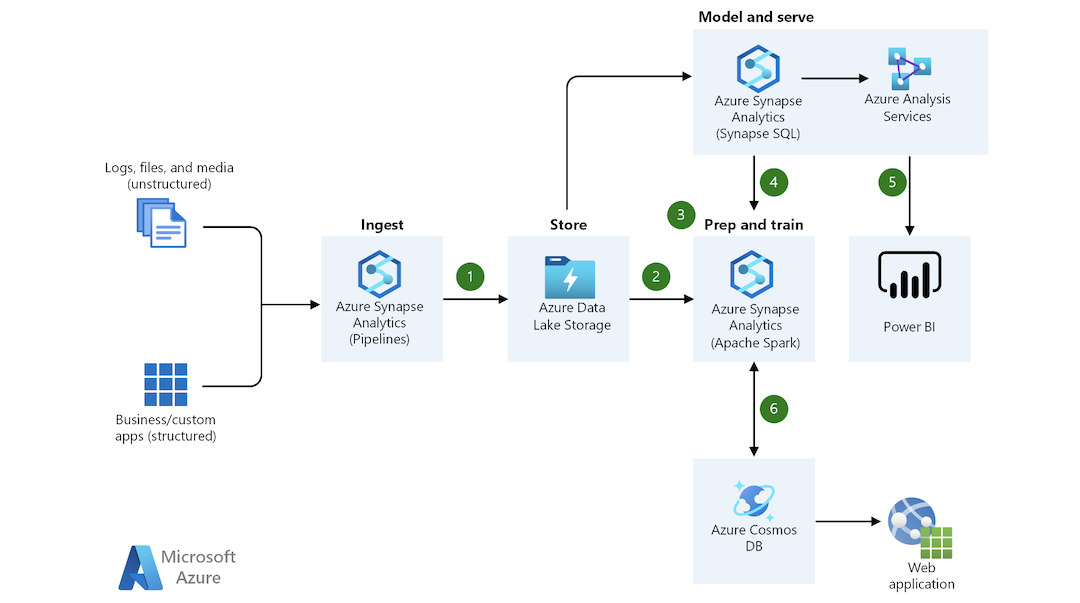 Model and serve
Azure Synapse
Analytics
(Synapse SQL)
Azure Analysis
Services
Logs, files, and media
(unstructured)
4
5
3
Ingest
Store
Prep and train
1
2
Azure Synapse
Analytics
(Pipelines)
Azure Data
Lake Storage
Azure Synapse
Analytics
(Apache Spark)
Power BI
Business/custom
apps (structured)
6
Azure Cosmos
DB
Web
application
Microsoft
Azure